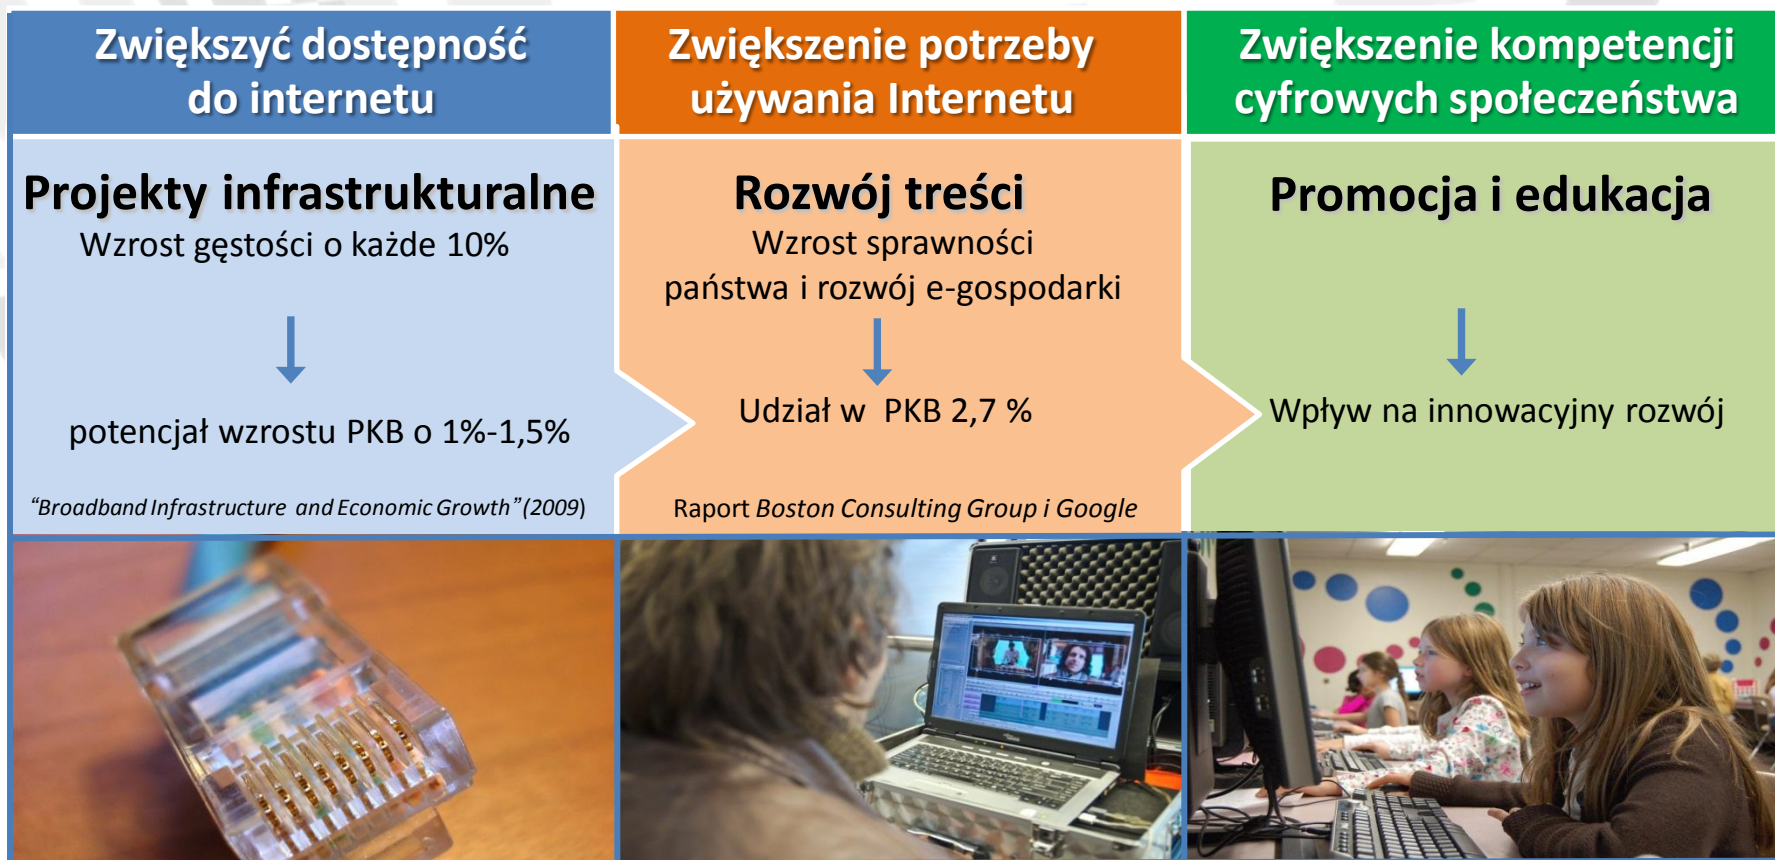 Zwiększyć dostępność
do internetu
Projekty infrastrukturalne
Wzrost gęstości o każde 10%
potencjał wzrostu PKB o 1%-1,5%
“Broadband Infrastructure and Economic Growth” (2009)
Zwiększenie potrzeby
używania Internetu
Rozwój treści
Wzrost sprawności
państwa i rozwój e-gospodarki
Udział w PKB 2,7 %
Raport Boston Consulting Group i Google
Zwiększenie kompetencji
cyfrowych społeczeństwa
Promocja i edukacja
Wpływ na innowacyjny rozwój